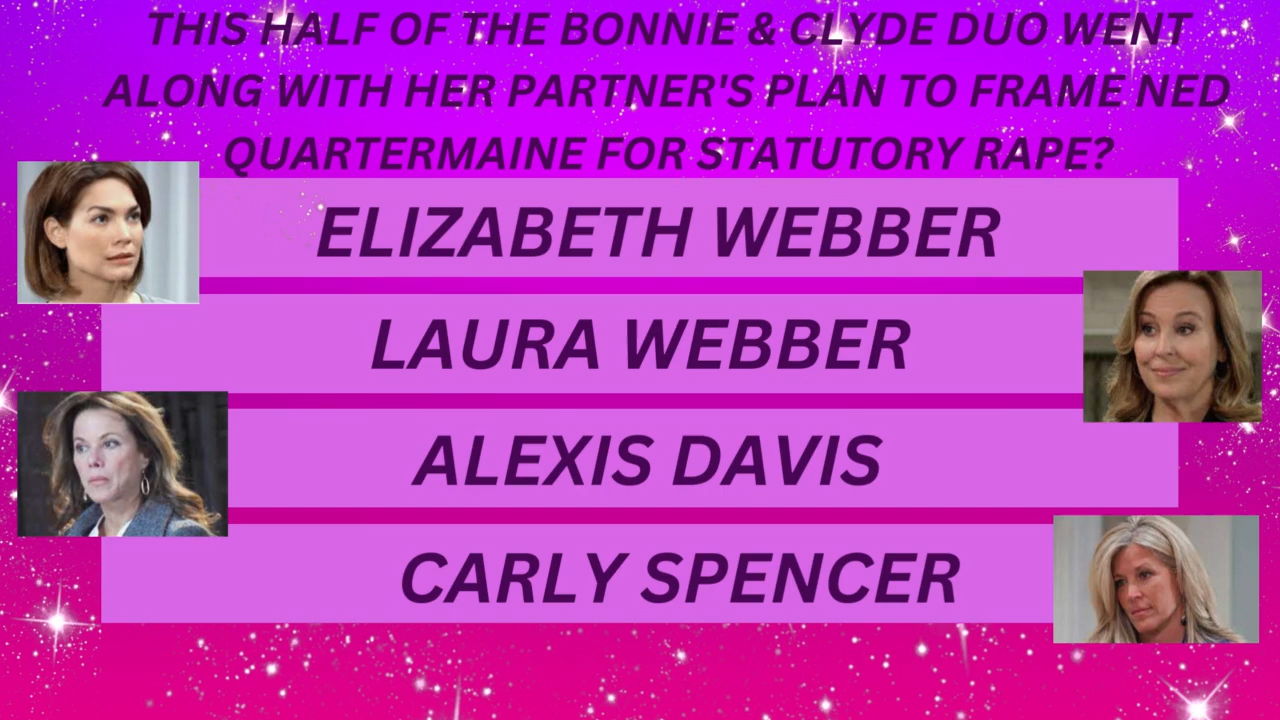 THIS HALF OF THE BONNIE & CLYDE DUO WENT
ALONG WITH HER PARTNER'S PLAN TO FRAME NED
QUARTERMAINE FOR STATUTORY RAPE?
ELIZABETH WEBBER
LAURA WEBBER
ALEXIS DAVIS
CARLY SPENCER